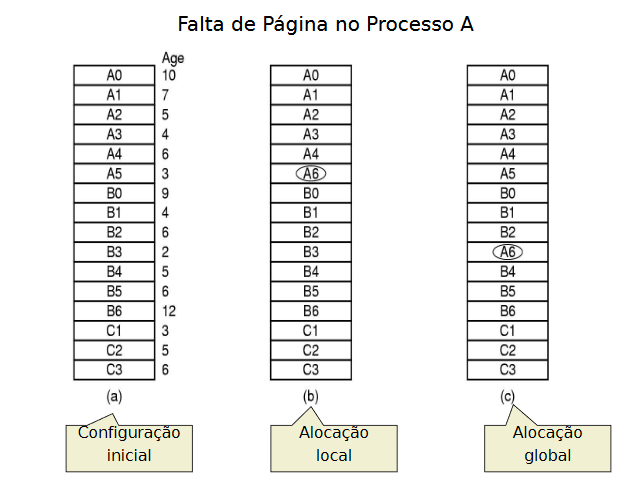 Falta de Página no Processo A
Age
A0 10 A0 A0
A1 7 A1 A1
A2 5 A2 A2
A3 4 A3 A3
A4 6 A4 A4
A5 3 A6 A5
B0 9 B0 B0
B1 4 B1 B1
B2 6 B2 B2
B3 2 B3 A6
B4 5 B4 B4
B5 6 B5 B5
B6 12 B6 B6
C1 3 C1 C1
C2 5 C2 C2
C3 6 C3 C3
(a) (b) (c)
Configuração Alocação Alocação
inicial local global